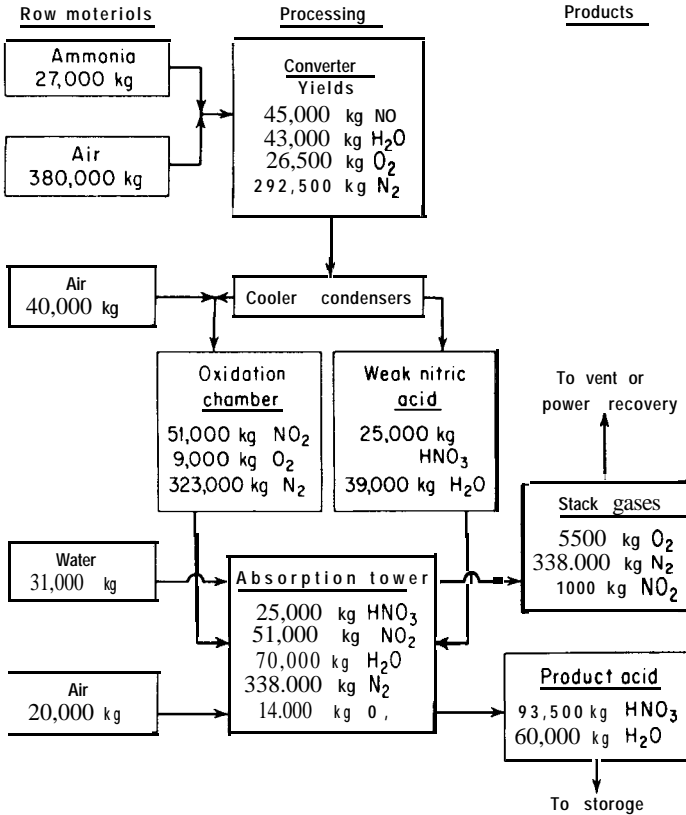 Row moteriols
Processing
Products
Ammonia
27,000 kg
Air
380,000 kg
Converter
Yields
45,000 kg NO
43,000 kg H2O
26,500 kg O2
292,500 kg N2
Air
40,000 kg
Cooler condensers
Oxidation
chamber
51,000 kg NO2
9,000 kg O2
323,000 kg N2
Weak nitric
acid
25,000 kg
HNO3
39,000 kg H2O
To vent or
power recovery
Stack gases
5500 kg O2
338.000 kg N2
1000 kg NO2
Water
31,000 kg
Absorption tower
25,000 kg HNO3
51,000 kg NO2
70,000 kg H2O
338.000 kg N2
14.000 kg 0,
Air
20,000 kg
Product acid
93,500 kg HNO3
60,000 kg H2O
To storoge